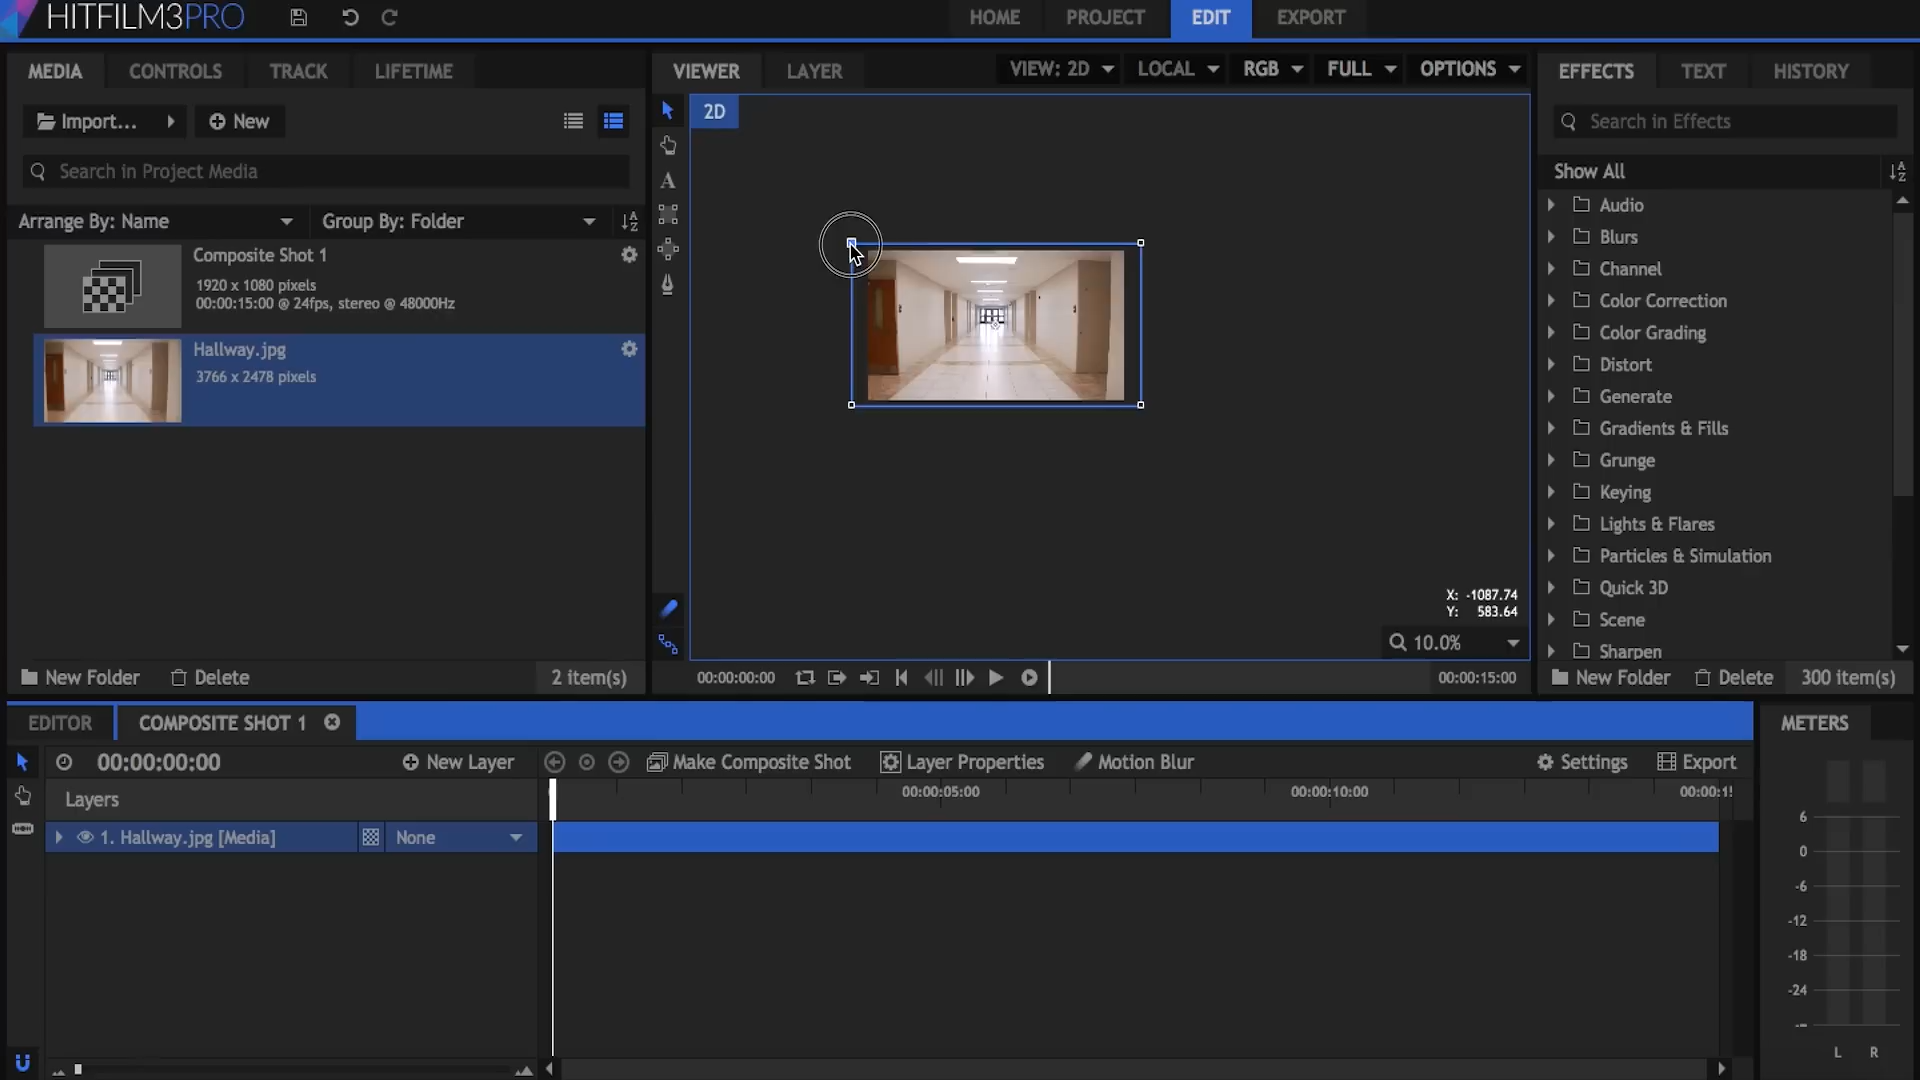 HITFILM3PRO
HOME PROJECT EDIT EXPORT
MEDIA CONTROLS TRACK LIFETIME
Import... New
Search in Project Media
Arrange By: Name Group By: Folder
Composite Shot 1
1920 x 1080 pixels
00:00:15:00 @ 24fps, stereo @ 48000Hz
Hallway.jpg
3766 x 2478 pixels
New Folder Delete 2 item(s)
VIEWER LAYER VIEW: 2D LOCAL RGB FULL OPTIONS
2D
A
X: -1087.74
Y: 583.64
10.0%
00:00:00:00 00:00:15:00
EFFECTS TEXT HISTORY
Search in Effects
Show All
Audio
Blurs
Channel
Color Correction
Color Grading
Distort
Generate
Gradients & Fills
Grunge
Keying
Lights & Flares
Particles & Simulation
Quick 3D
Scene
Sharpen
New Folder Delete 300 item(s)
EDITOR COMPOSITE SHOT 1
00:00:00:00 New Layer Make Composite Shot Layer Properties Motion Blur Settings Export
Layers 00:00:05:00 00:00:10:00 00:00:1
1. Hallway.jpg [Media] None
METERS
6
0
-6
-12
-18
-24
-∞
L R